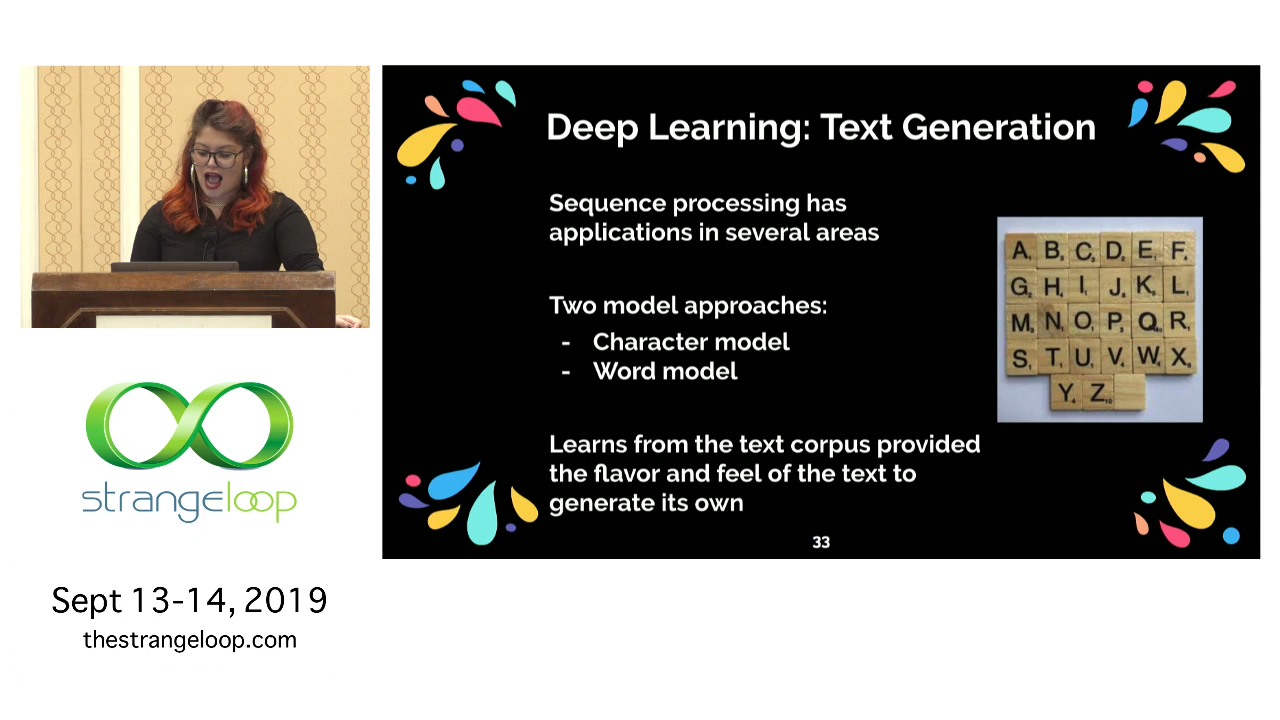 Deep Learning: Text Generation
Sequence processing has
applications in several areas
Two model approaches:
- Character model
- Word model
Learns from the text corpus provided
the flavor and feel of the text to
generate its own
33
A B C D E F
G H I J K L
M N O P Q R
S T U V W X
Y Z
strangeloop
Sept 13-14, 2019
thestrangeloop.com